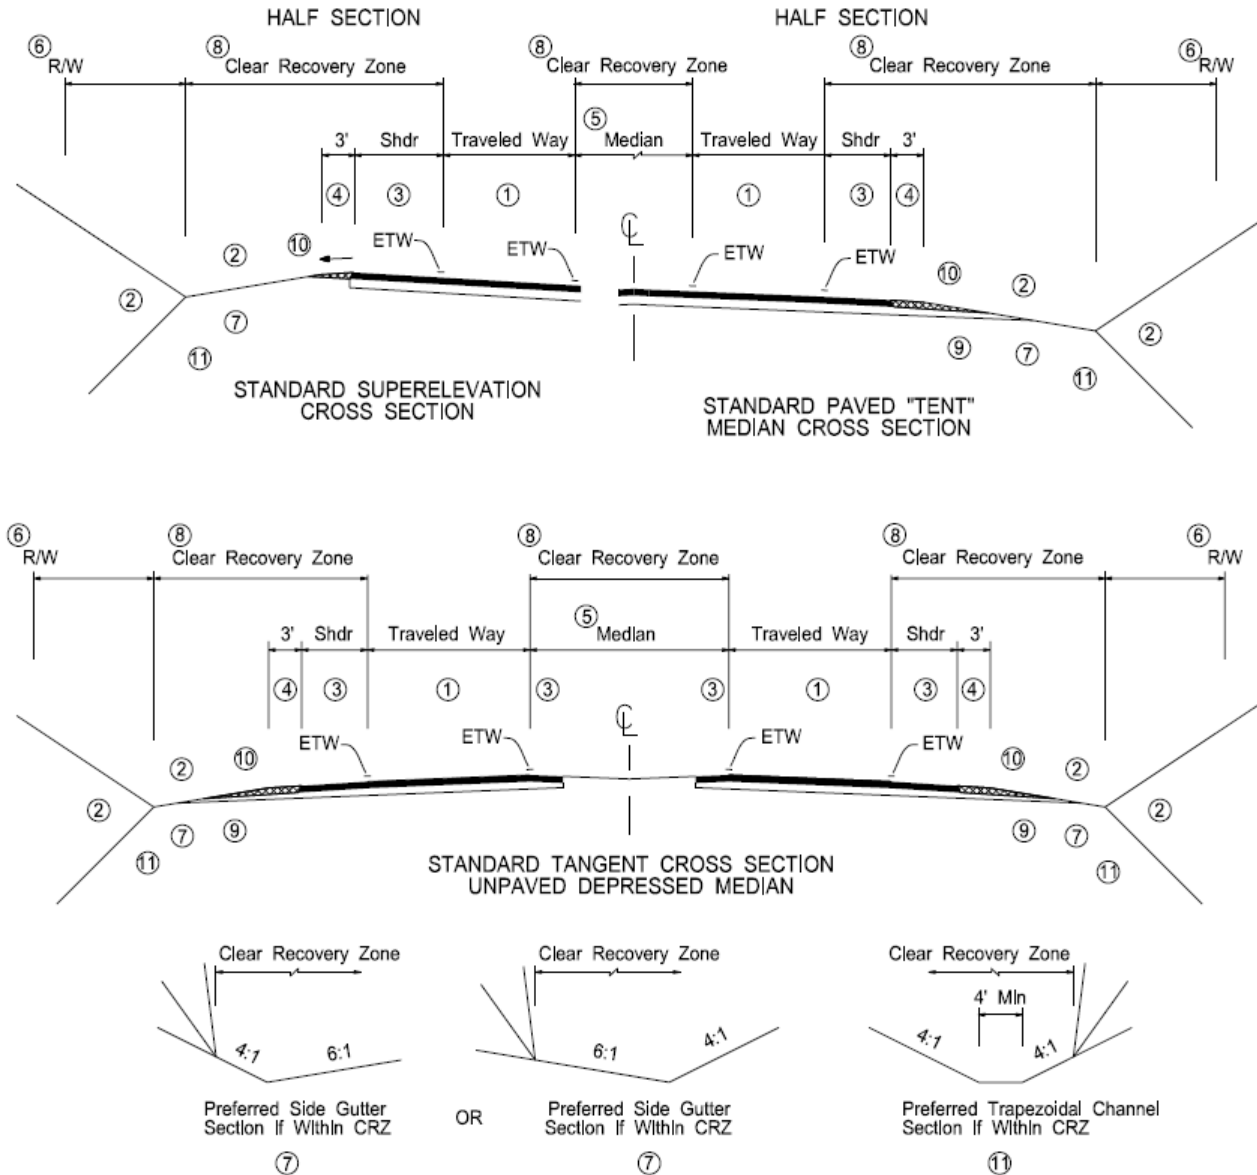 HALF SECTION HALF SECTION
⑥ ⑧ ⑧ ⑧ ⑥
R/W Clear Recovery Zone Clear Recovery Zone Clear Recovery Zone R/W
⑤
3' Shdr Traveled Way Median Traveled Way Shdr 3'
④ ③ ① ① ③ ④
℄
② ⑩ ETW ETW ETW ETW ⑩ ②
② ⑦ ⑨ ⑦ ②
⑪ ⑪
STANDARD SUPERELEVATION
CROSS SECTION
STANDARD PAVED "TENT"
MEDIAN CROSS SECTION
⑥ ⑧ ⑧ ⑧ ⑥
R/W Clear Recovery Zone Clear Recovery Zone Clear Recovery Zone R/W
⑤
3' Shdr Traveled Way Median Traveled Way Shdr 3'
④ ③ ① ③ ③ ① ③ ④
℄
② ⑩ ETW ETW ETW ETW ⑩ ②
② ⑦ ⑨ ⑨ ⑦ ②
⑪ ⑪
STANDARD TANGENT CROSS SECTION
UNPAVED DEPRESSED MEDIAN
Clear Recovery Zone Clear Recovery Zone Clear Recovery Zone
4' Min
4:1 6:1 6:1 4:1 4:1 4:1
Preferred Side Gutter
Section If Within CRZ
⑦
OR
Preferred Side Gutter
Section If Within CRZ
⑦
Preferred Trapezoidal Channel
Section If Within CRZ
⑪